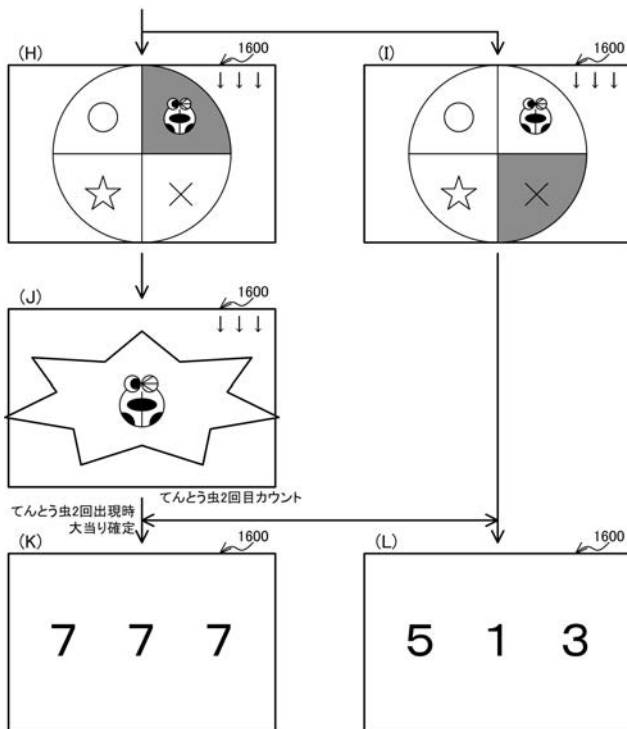 (H)
1600
↓ ↓ ↓
(I)
1600
↓ ↓ ↓
(J)
1600
↓ ↓ ↓
てんとう虫2回目カウント
てんとう虫2回出現時
大当り確定
(K)
1600
7 7 7
(L)
1600
5 1 3